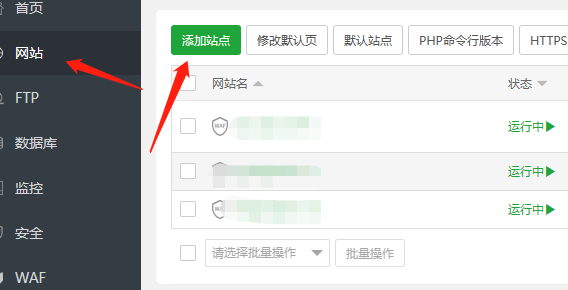 首页
网站
FTP
数据库
监控
安全
WAF
添加站点 修改默认页 默认站点 PHP命令行版本 HTTPS
网站名 状态
WAF 运行中
运行中
WAF 运行中
请选择批量操作 批量操作